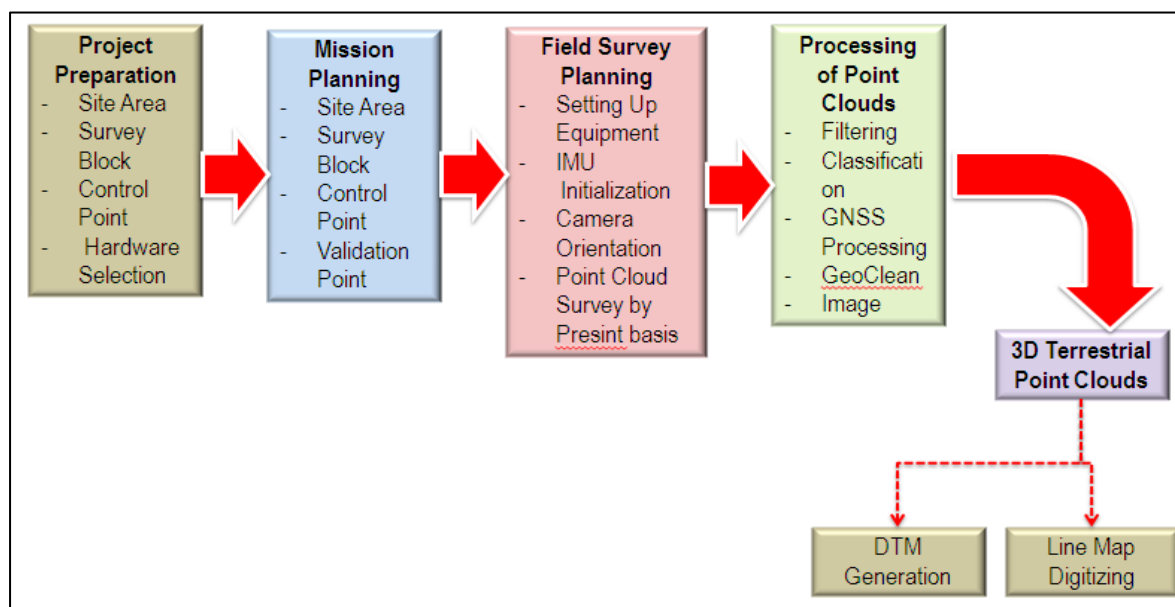 Project
Preparation
- Site Area
- Survey
Block
- Control
Point
- Hardware
Selection
Mission
Planning
- Site Area
- Survey
Block
- Control
Point
- Validation
Point
Field Survey
Planning
- Setting Up
Equipment
- IMU
Initialization
- Camera
Orientation
- Point Cloud
Survey by
Presint basis
Processing
of Point
Clouds
- Filtering
- Classificati
on
- GNSS
Processing
- GeoClean
- Image
3D Terrestrial
Point Clouds
DTM
Generation
Line Map
Digitizing